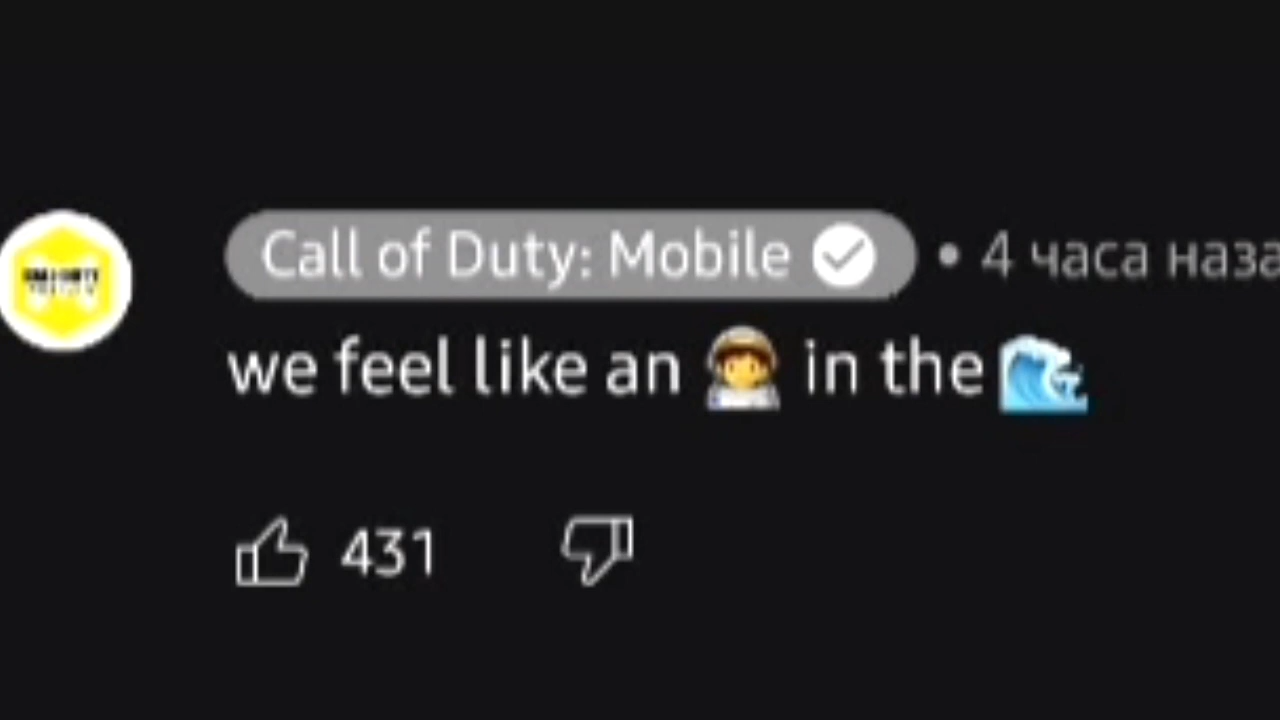 Call of Duty: Mobile • 4 часа наза
we feel like an 🧑‍🚀 in the 🌊
431